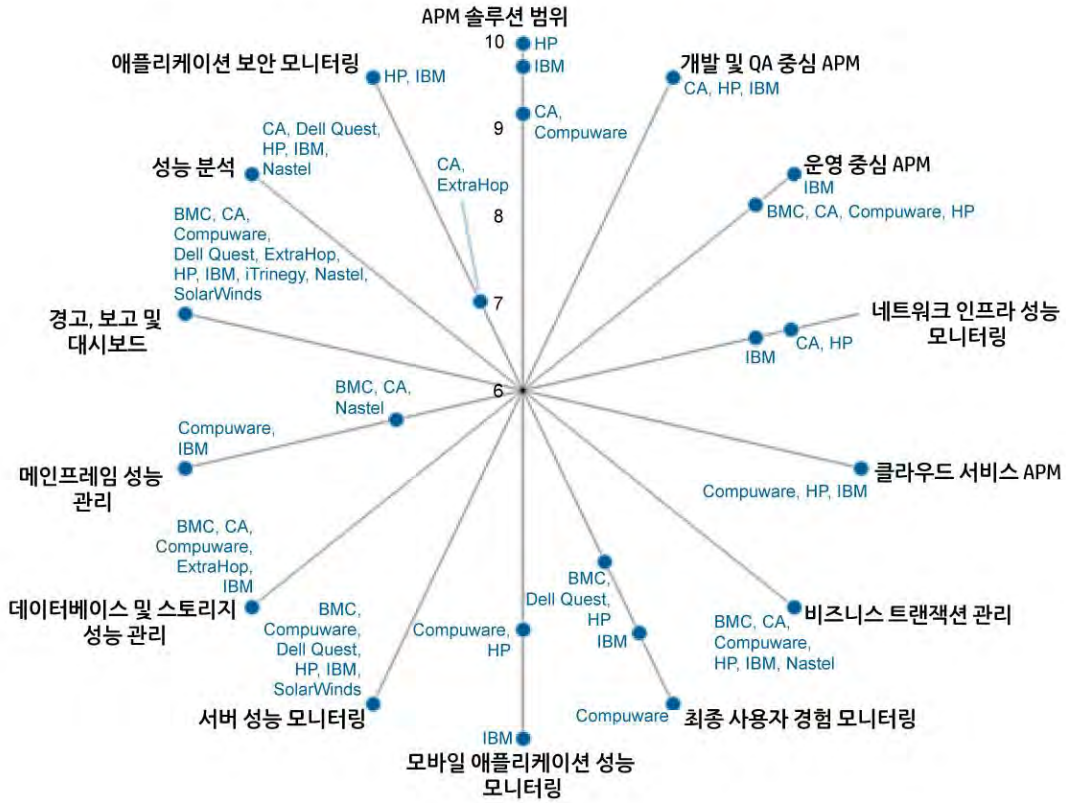 APM 솔루션 범위
10
HP
IBM
9
CA,
Compuware
8
7
6
개발 및 QA 중심 APM
CA, HP, IBM
운영 중심 APM
IBM
BMC, CA, Compuware, HP
네트워크 인프라 성능
모니터링
IBM
CA, HP
클라우드 서비스 APM
Compuware, HP, IBM
비즈니스 트랜잭션 관리
BMC, CA,
Compuware,
HP, IBM, Nastel
최종 사용자 경험 모니터링
BMC,
Dell Quest,
HP
IBM
Compuware
모바일 애플리케이션 성능
모니터링
Compuware,
HP
IBM
서버 성능 모니터링
BMC,
Compuware,
Dell Quest,
HP, IBM,
SolarWinds
데이터베이스 및 스토리지
성능 관리
BMC, CA,
Compuware,
ExtraHop,
IBM
메인프레임 성능
관리
Compuware,
IBM
BMC, CA,
Nastel
경고, 보고 및
대시보드
BMC, CA,
Compuware,
Dell Quest, ExtraHop,
HP, IBM, iTrinegy, Nastel,
SolarWinds
성능 분석
CA, Dell Quest,
HP, IBM,
Nastel
애플리케이션 보안 모니터링
HP, IBM
CA,
ExtraHop